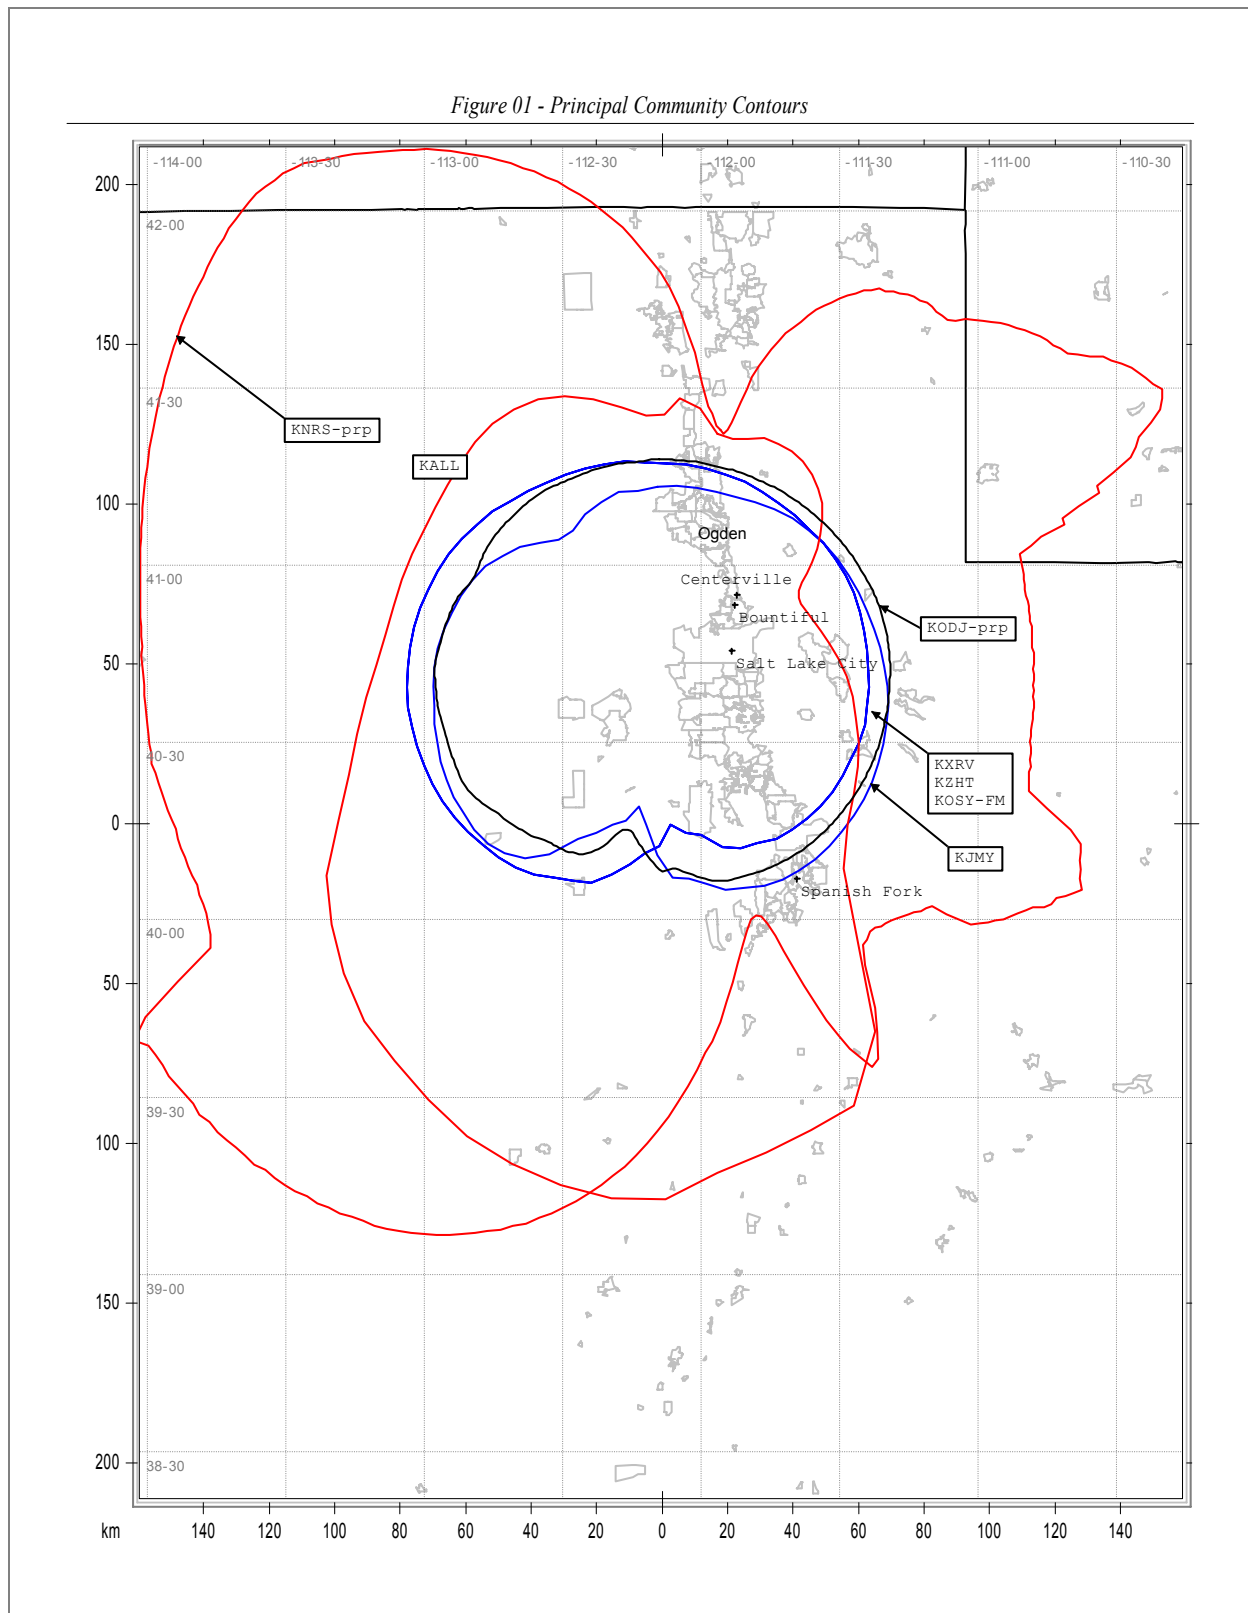 Figure 01 - Principal Community Contours
-114-00 -113-30 -113-00 -112-30 -112-00 -111-30 -111-00 -110-30
200
42-00
150
41-30
KNRS-prp
KALL
100
Ogden
41-00
Centerville
Bountiful
KODJ-prp
50
Salt Lake City
40-30
KXRV
KZHT
KOSY-FM
0
KJMY
Spanish Fork
40-00
50
39-30
100
39-00
150
38-30
200
km 140 120 100 80 60 40 20 0 20 40 60 80 100 120 140